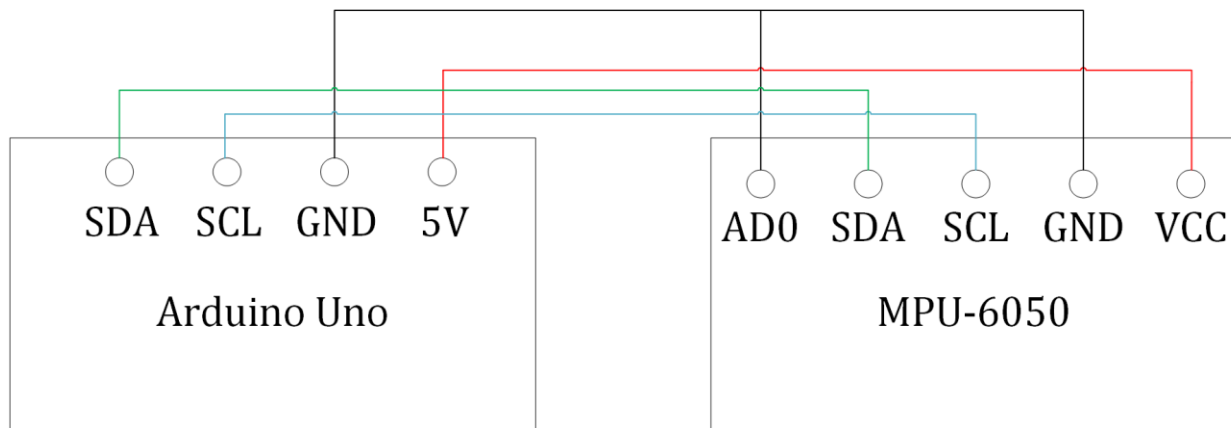 SDA SCL GND 5V
AD0 SDA SCL GND VCC
Arduino Uno
MPU-6050